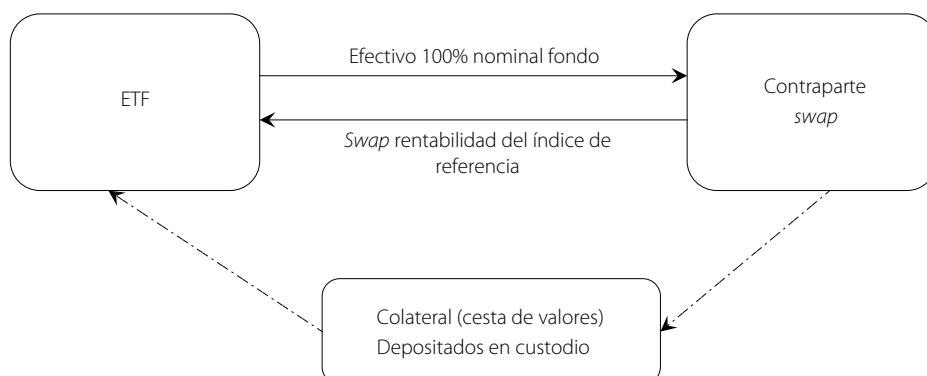 Efectivo 100% nominal fondo
ETF
Contraparte
swap
Swap rentabilidad del índice de
referencia
Colateral (cesta de valores)
Depositados en custodio